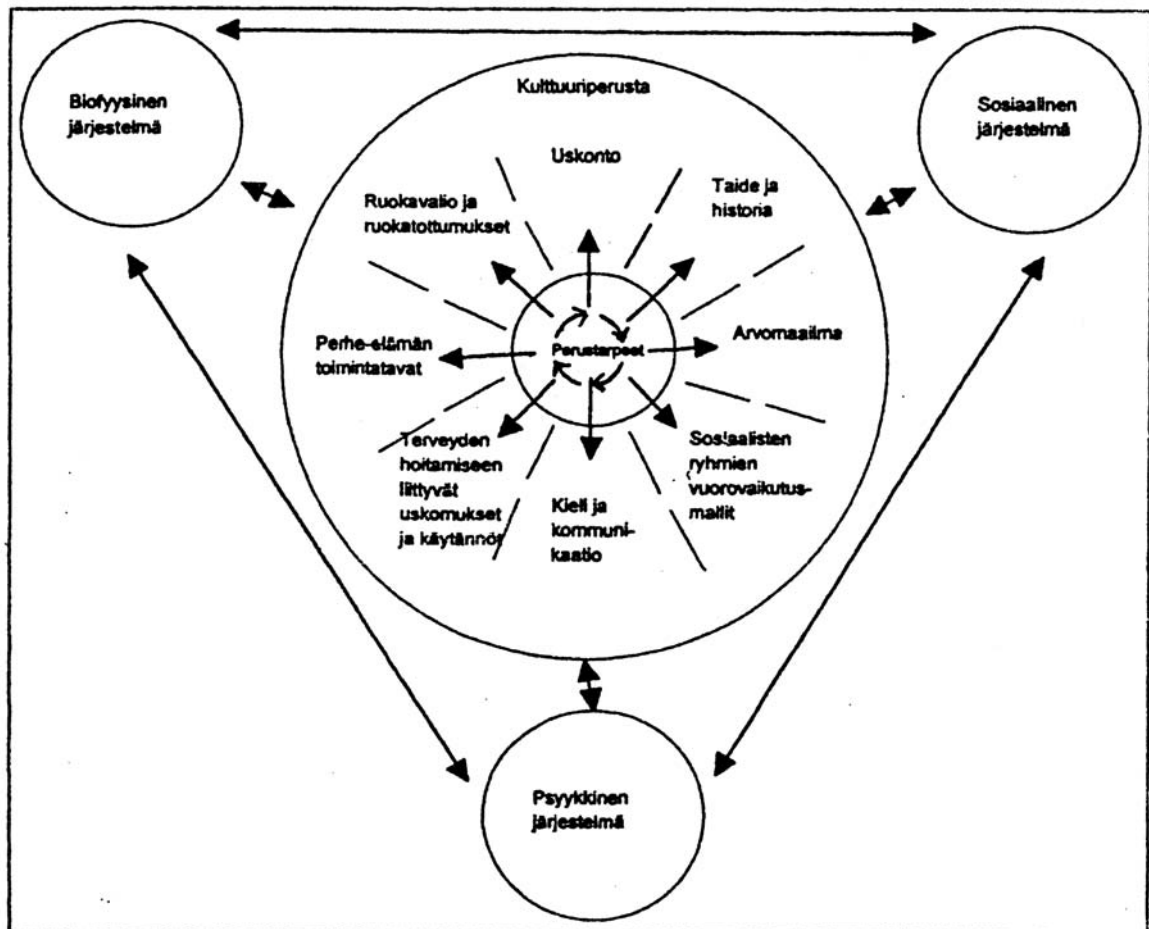 Biofyysinen
järjestelmä
Kulttuuriperusta
Sosiaalinen
järjestelmä
Uskonto
Ruokavalio ja
ruokatottumukset
Taide ja
historia
Perhe-elämän
toimintatavat
Perustarpeet
Arvomaailma
Terveyden
hoitamiseen
liittyvät
uskomukset
ja käytännöt
Kieli ja
kommuni-
kaatio
Sosiaalisten
ryhmien
vuorovaikutus-
mallit
Psyykkinen
järjestelmä